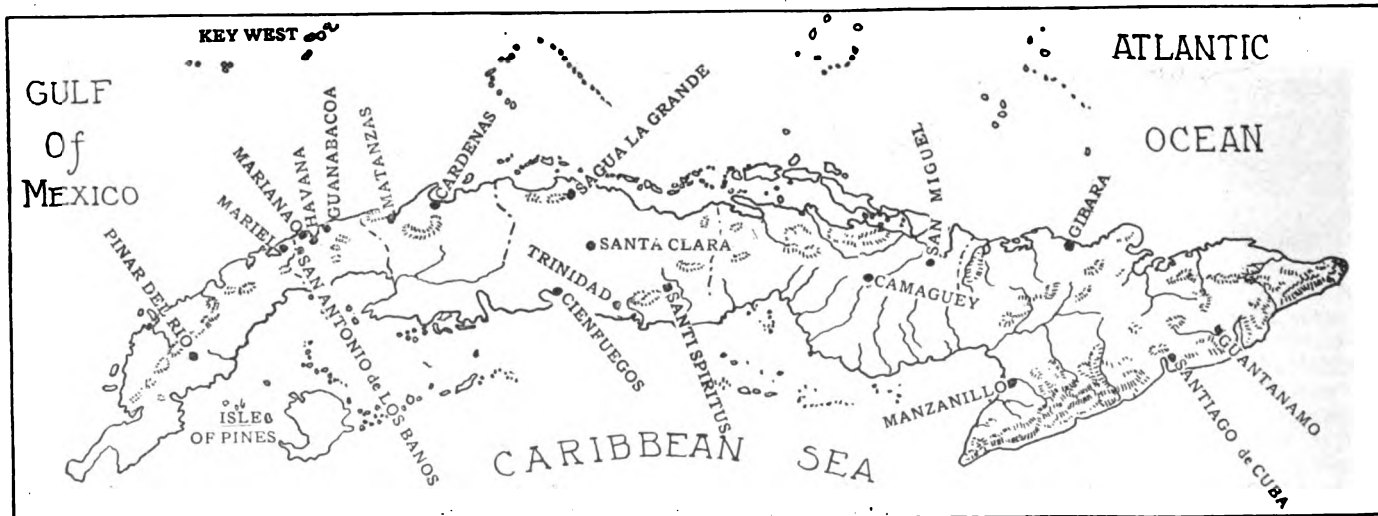 KEY WEST
ATLANTIC
OCEAN
GULF
Of
MEXICO
PINAR DEL RIO
MARIEL
MARIANAO
HAVANA
GUANABACOA
MATANZAS
CARDENAS
SAGUA LA GRANDE
SAN MIGUEL
GIBARA
SAN ANTONIO de LOS BANOS
SANTA CLARA
TRINIDAD
CIENFUEGOS
SANTI SPIRITUS
CAMAGUEY
MANZANILLO
GUANTANAMO
SANTIAGO de CUBA
ISLE
OF PINES
CARIBBEAN SEA